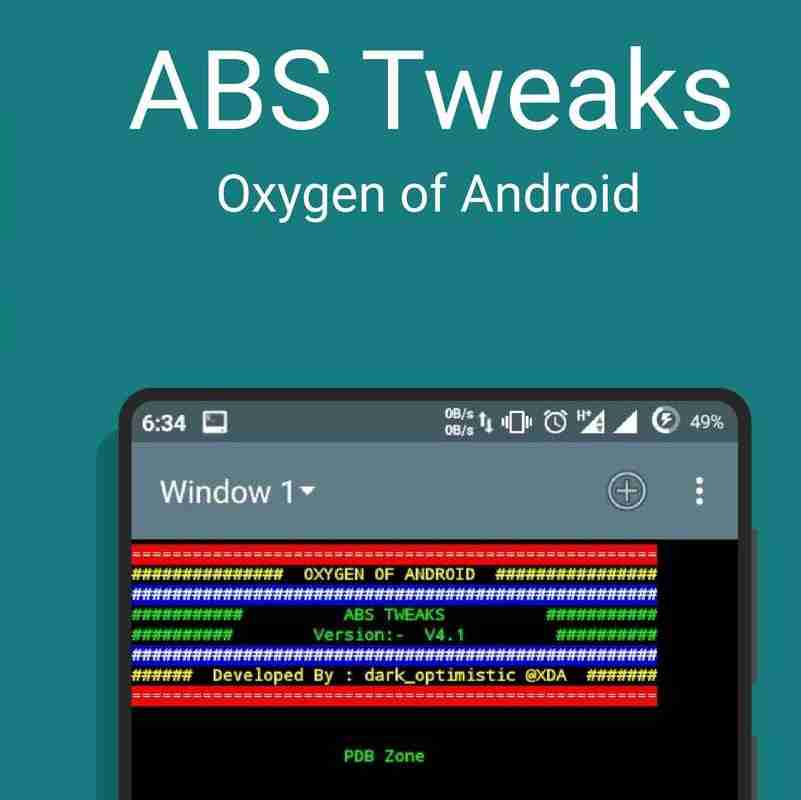 ABS Tweaks
Oxygen of Android
6:34 0B/s 0B/s H+ 49%
Window 1
====================================================
############### OXYGEN OF ANDROID ################
####################################################
########### ABS TWEAKS ###########
########## Version:- V4.1 ##########
####################################################
###### Developed By : dark_optimistic @XDA #######
====================================================
PDB Zone